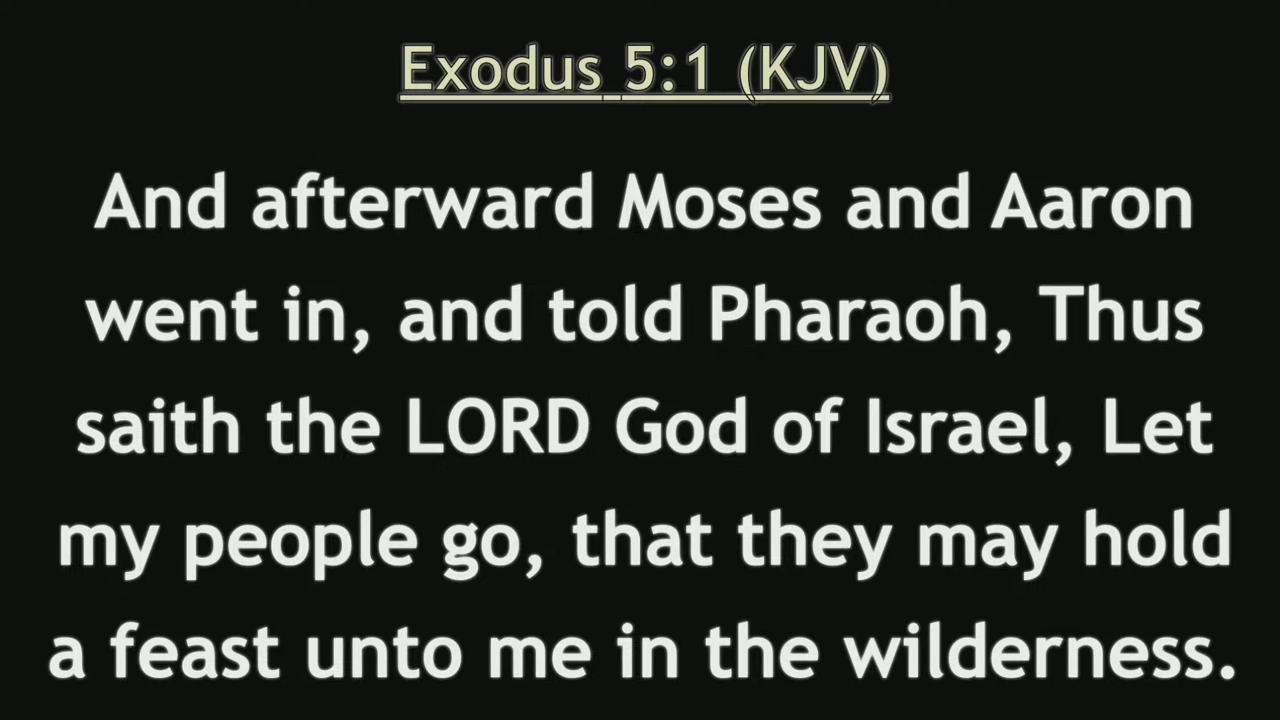 Exodus 5:1 (KJV)
And afterward Moses and Aaron
went in, and told Pharaoh, Thus
saith the LORD God of Israel, Let
my people go, that they may hold
a feast unto me in the wilderness.